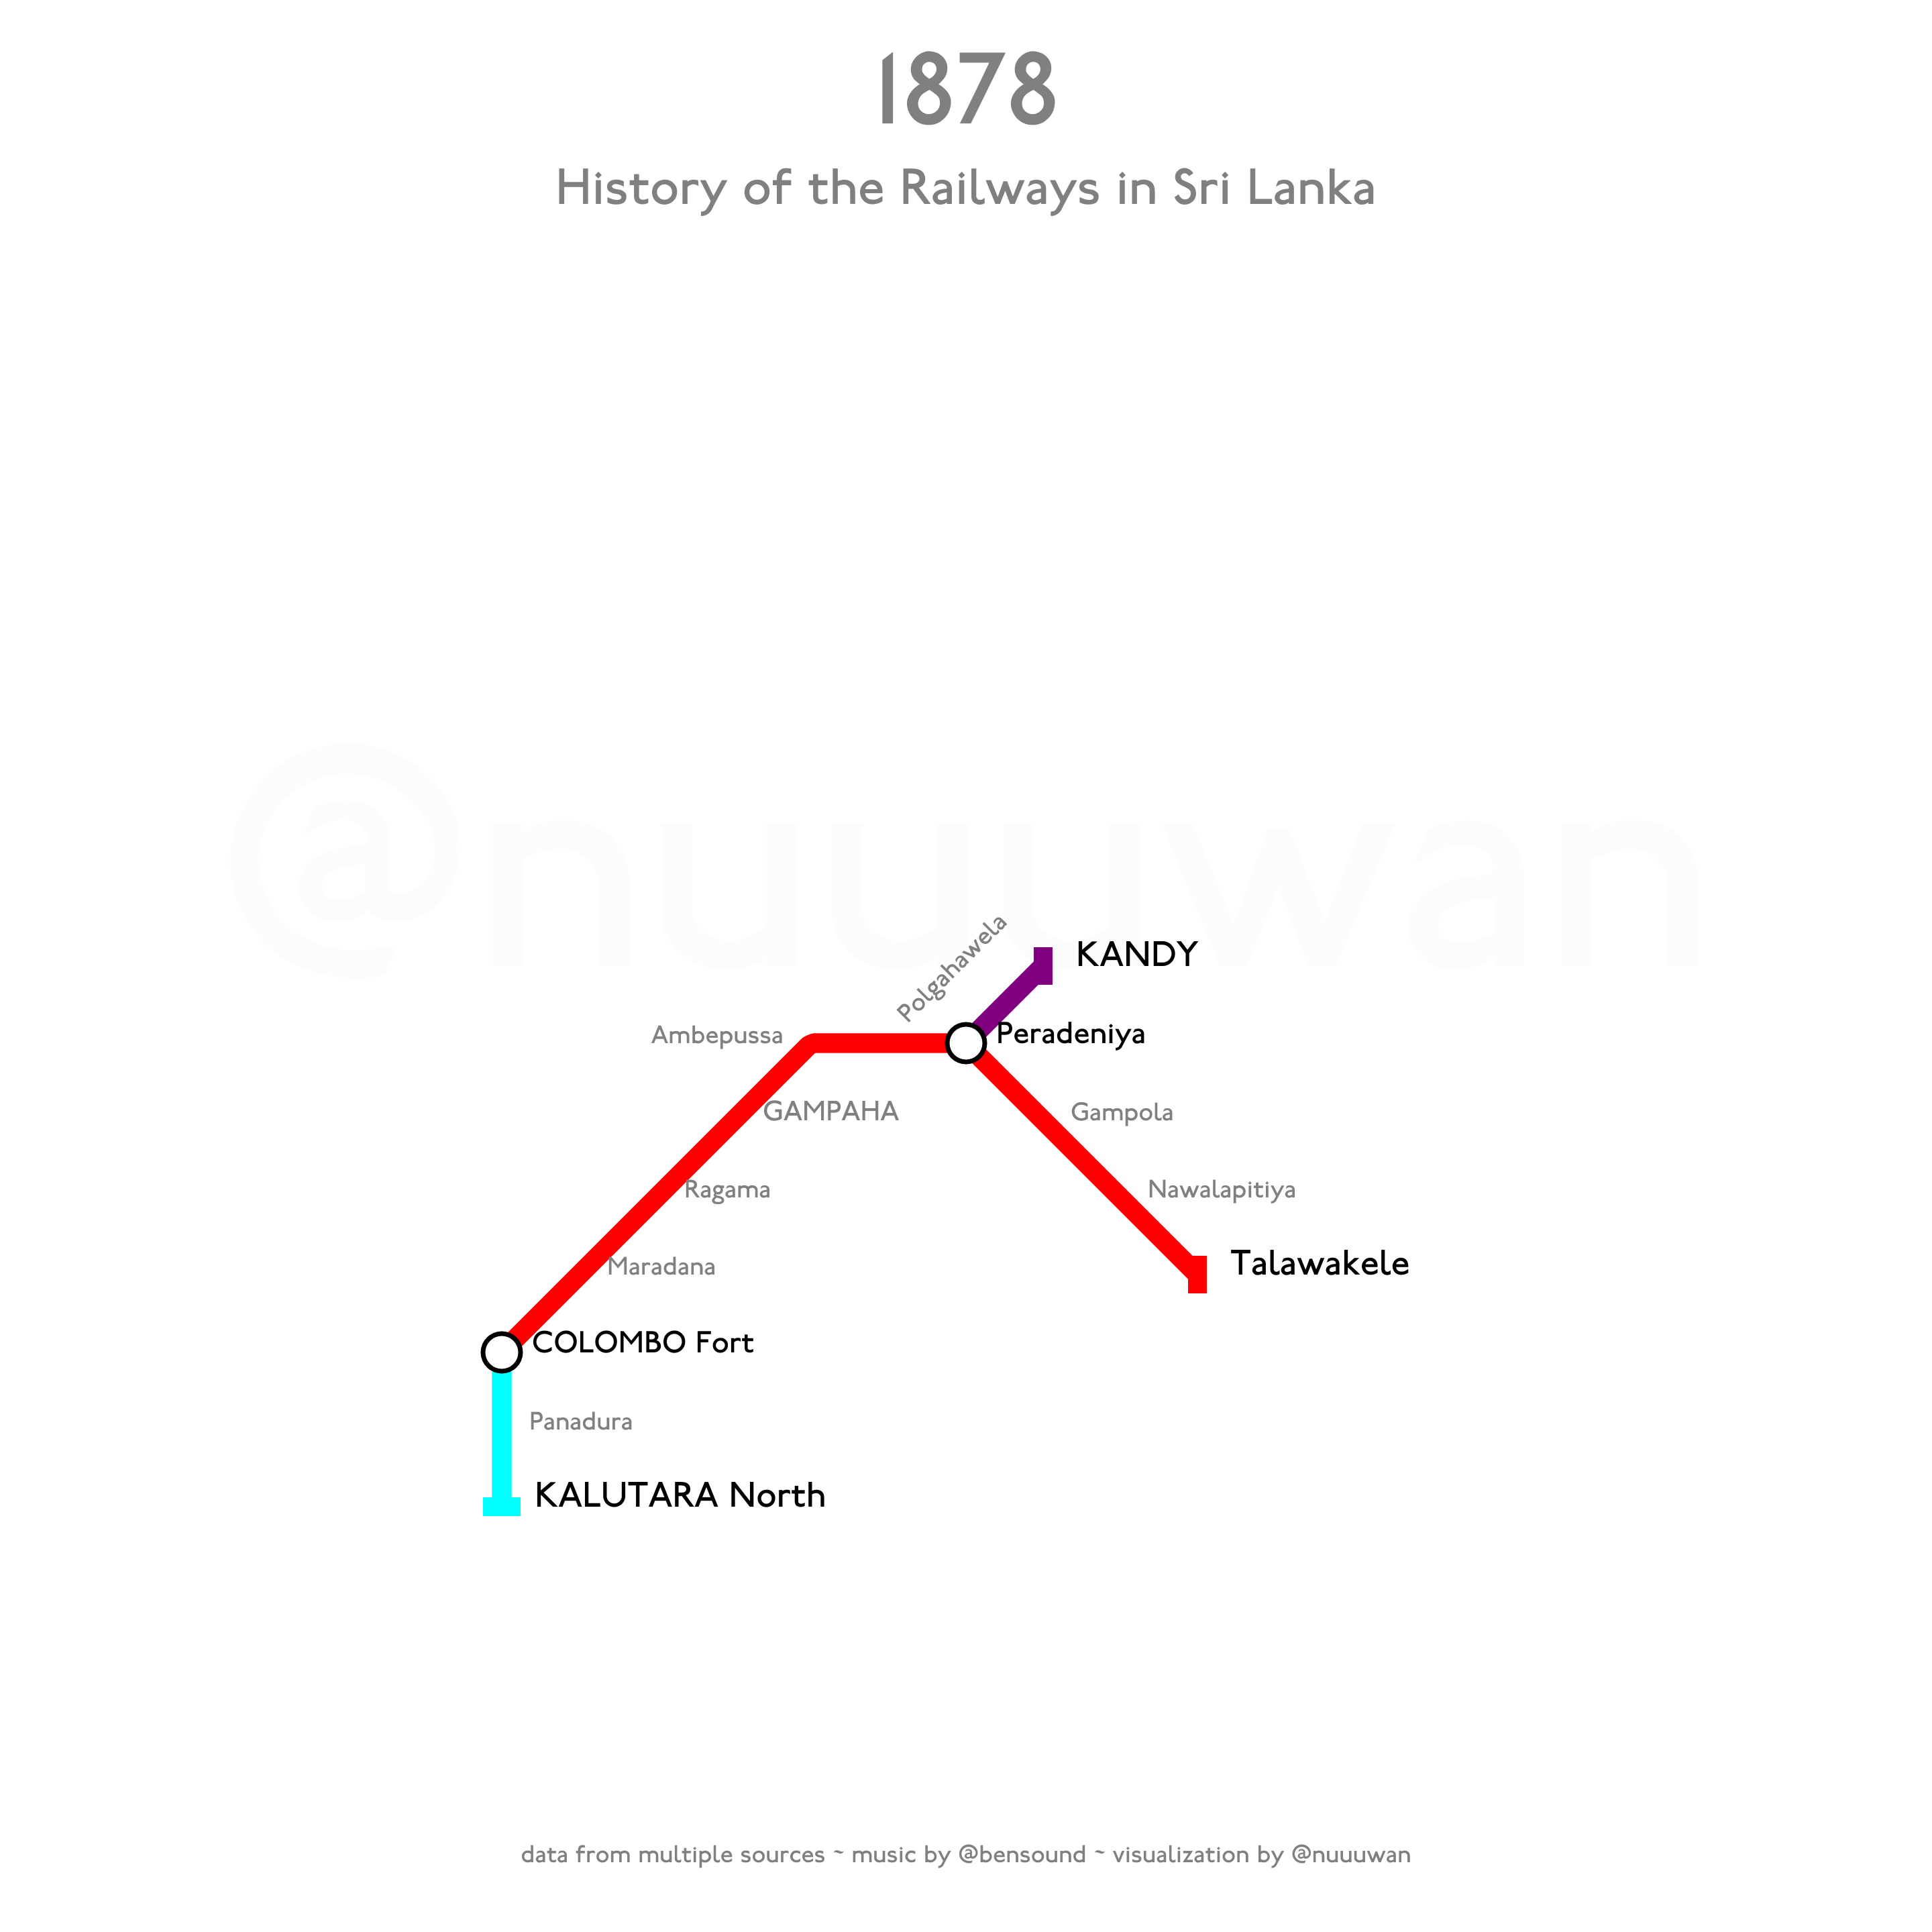 1878
History of the Railways in Sri Lanka
@nuuuwan
Polgahawela
KANDY
Ambepussa
Peradeniya
GAMPAHA
Gampola
Ragama
Nawalapitiya
Maradana
Talawakele
COLOMBO Fort
Panadura
KALUTARA North
data from multiple sources ~ music by @bensound ~ visualization by @nuuuwan